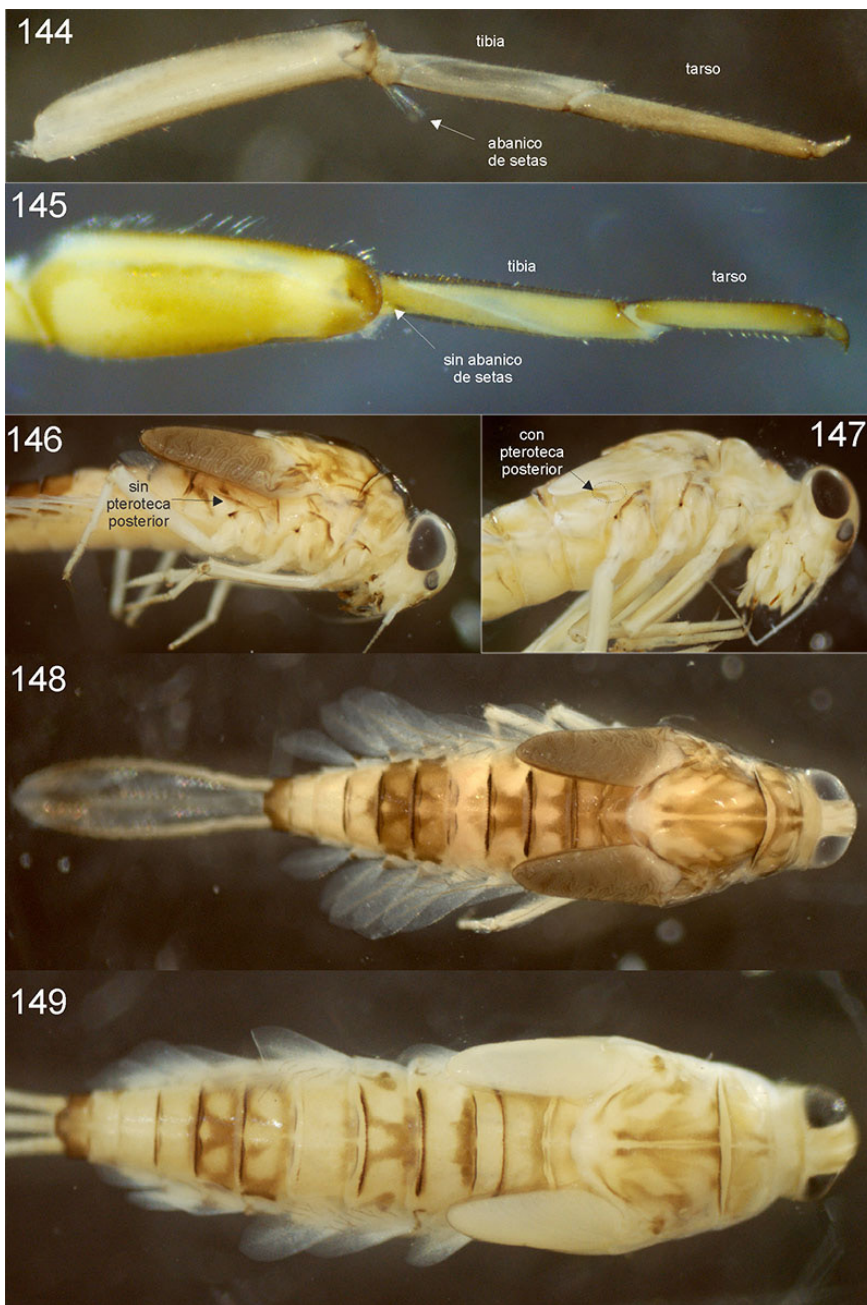 144
tibia
tarso
abanico
de setas
145
tibia
tarso
sin abanico
de setas
146
sin
pteroteca
posterior
con
pteroteca
posterior
147
148
149